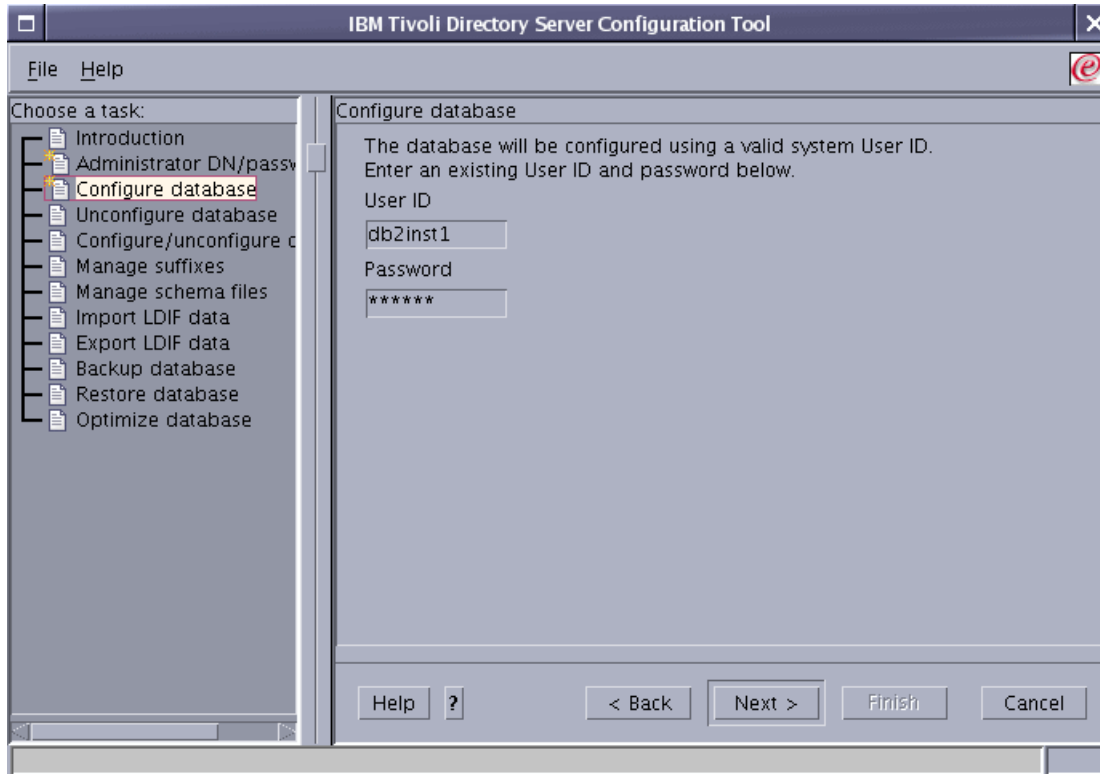 IBM Tivoli Directory Server Configuration Tool
File Help
e
Choose a task:
Introduction
Administrator DN/passw
Configure database
Unconfigure database
Configure/unconfigure c
Manage suffixes
Manage schema files
Import LDIF data
Export LDIF data
Backup database
Restore database
Optimize database
Configure database
The database will be configured using a valid system User ID.
Enter an existing User ID and password below.
User ID
db2inst1
Password
******
Help ? < Back Next > Finish Cancel